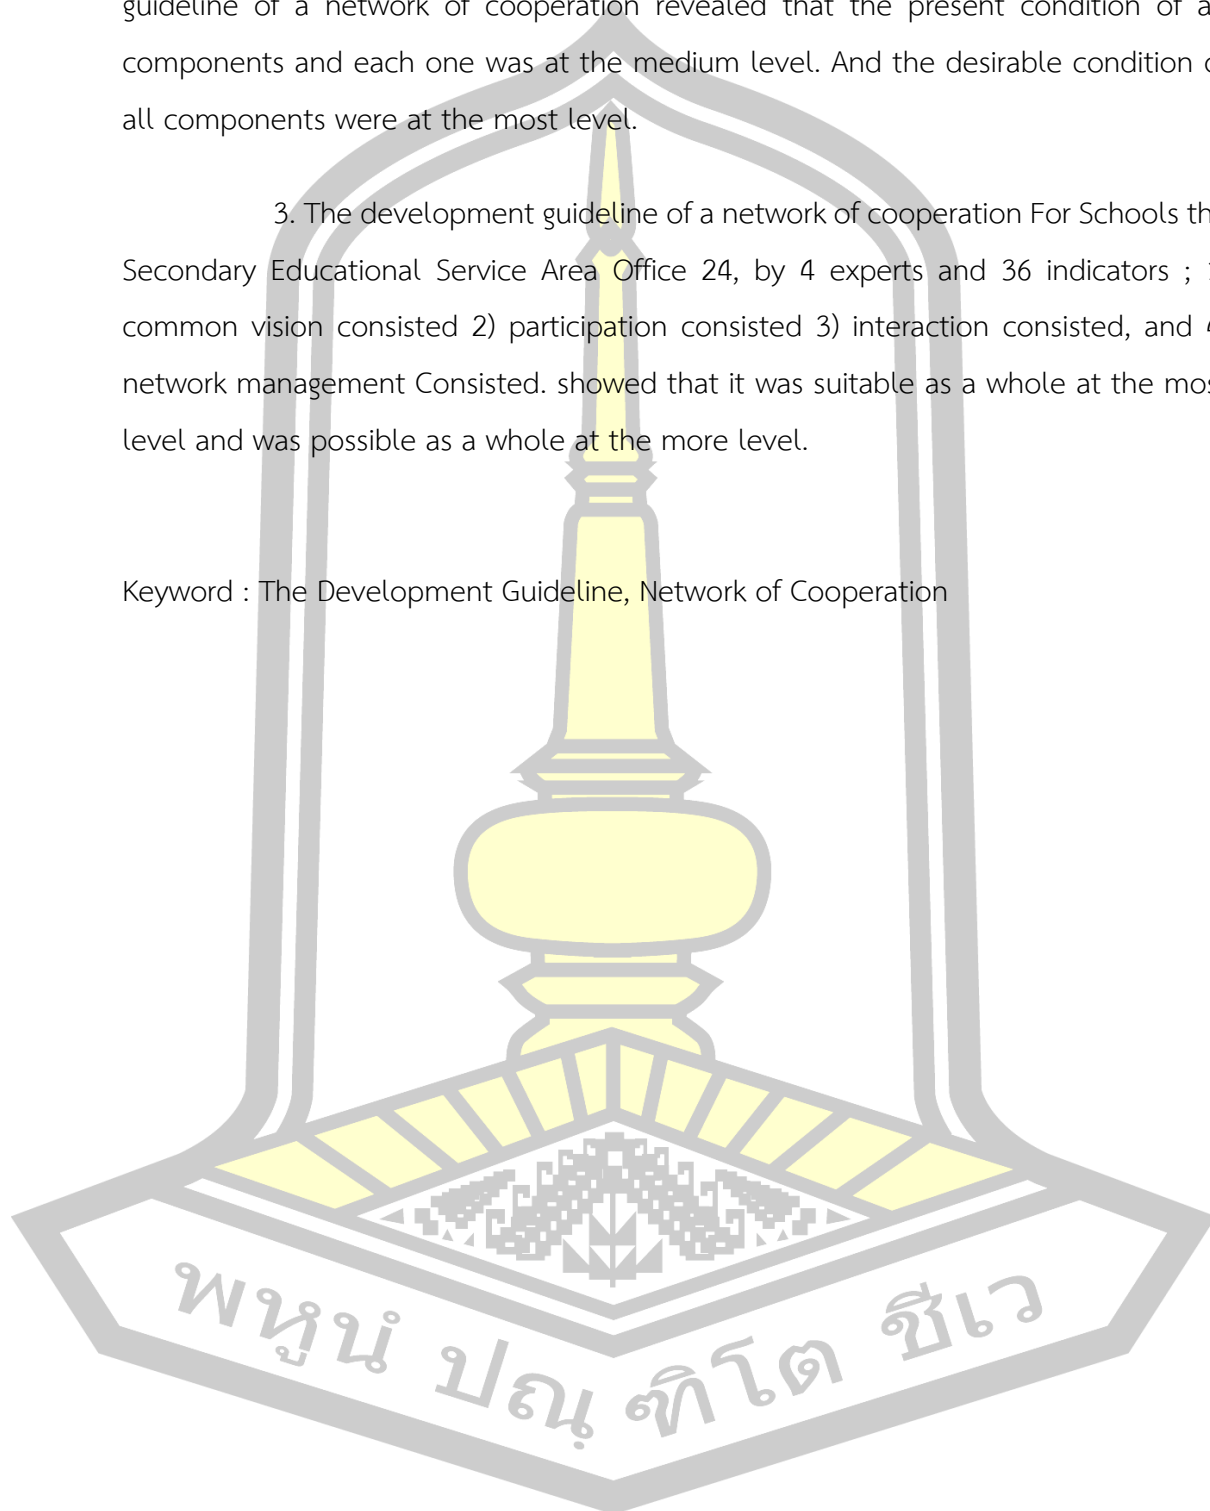 guideline of a network of cooperation revealed that the present condition of a
components and each one was at the medium level. And the desirable condition
all components were at the most level.
3. The development guideline of a network of cooperation For Schools th
Secondary Educational Service Area Office 24, by 4 experts and 36 indicators ;
common vision consisted 2) participation consisted 3) interaction consisted, and
network management Consisted. showed that it was suitable as a whole at the mos
level and was possible as a whole at the more level.
Keyword : The Development Guideline, Network of Cooperation
พหูนํ ปณฺฑิโต ชีเว